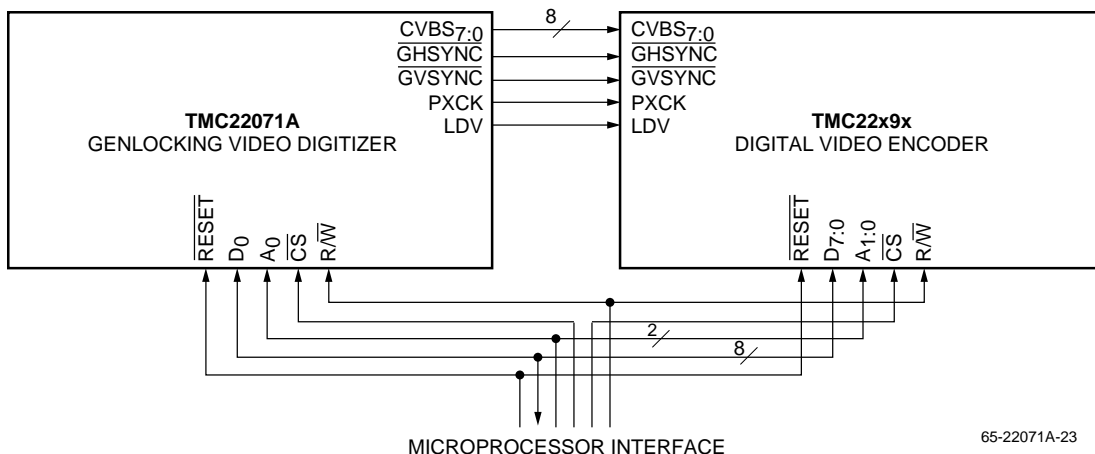 CVBS7:0
GHSYNC
GVSYNC
PXCK
LDV
TMC22071A
GENLOCKING VIDEO DIGITIZER
RESET
D0
A0
CS
R/W
8
CVBS7:0
GHSYNC
GVSYNC
PXCK
LDV
TMC22x9x
DIGITAL VIDEO ENCODER
RESET
D7:0
A1:0
CS
R/W
2
8
MICROPROCESSOR INTERFACE
65-22071A-23